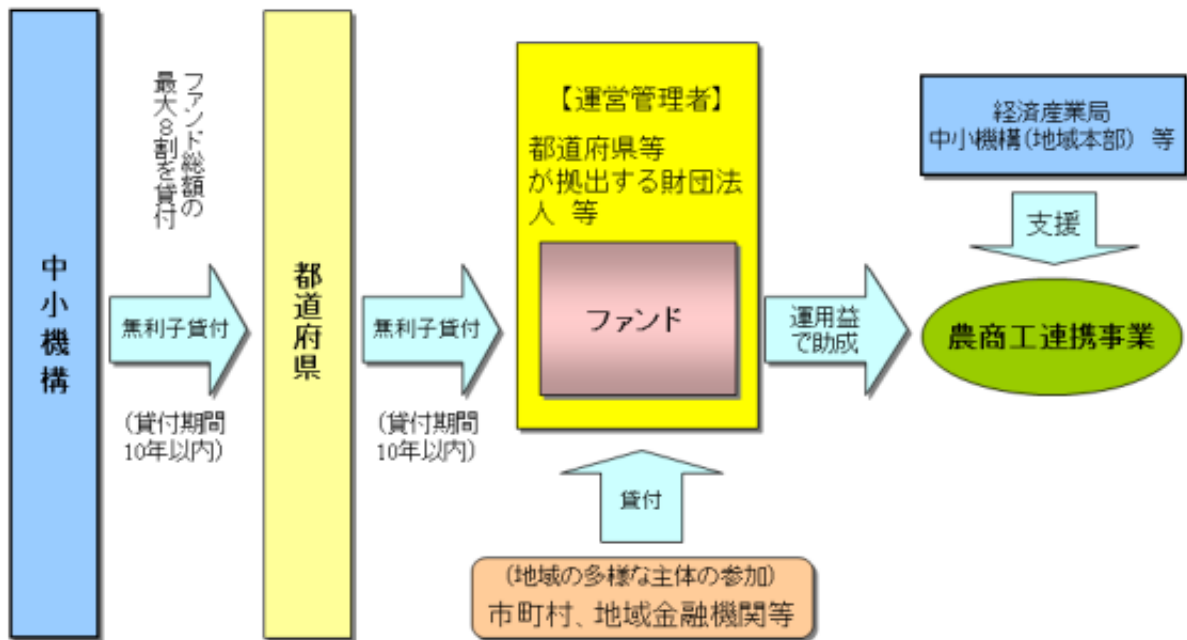 中小機構
ファンド総額の
最大8割を貸付
無利子貸付
(貸付期間
10年以内)
都道府県
無利子貸付
(貸付期間
10年以内)
【運営管理者】
都道府県等
が拠出する財団法
人 等
ファンド
貸付
(地域の多様な主体の参加)
市町村、地域金融機関等
運用益
で助成
経済産業局
中小機構(地域本部) 等
支援
農商工連携事業